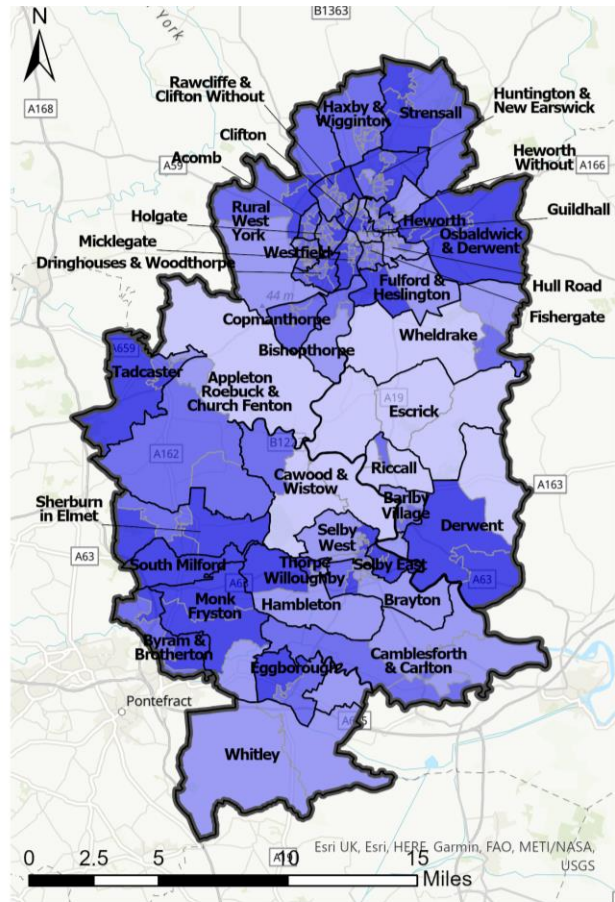 N
B1363
York
A168
Rawcliffe &
Clifton Without
Haxby &
Wigginton
Strensall
Huntington &
New Earswick
Clifton
Heworth
Without
A59
A166
Acomb
Rural
West
York
Heworth
Guildhall
Holgate
Osbaldwick
& Derwent
Micklegate
Westfield
Dringhouses & Woodthorpe
Fulford &
Heslington
Hull Road
44 m
Fishergate
Copmanthorpe
Wheldrake
Bishopthorpe
A659
Tadcaster
Appleton
Roebuck &
Church Fenton
A19
Escrick
B122
A162
Riccall
Cawood &
Wistow
A163
Sherburn
in Elmet
Barlby
Village
Derwent
Selby
West
A63
South Milford
Thorpe
Willoughby
Selby East
A63
A63
Monk
Fryston
Hambleton
Brayton
Byram &
Brotherton
Camblesforth
& Carlton
Eggborough
Pontefract
Whitley
A19
Esri UK, Esri, HERE, Garmin, FAO, METI/NASA,
USGS
0 2.5 5 10 15
Miles